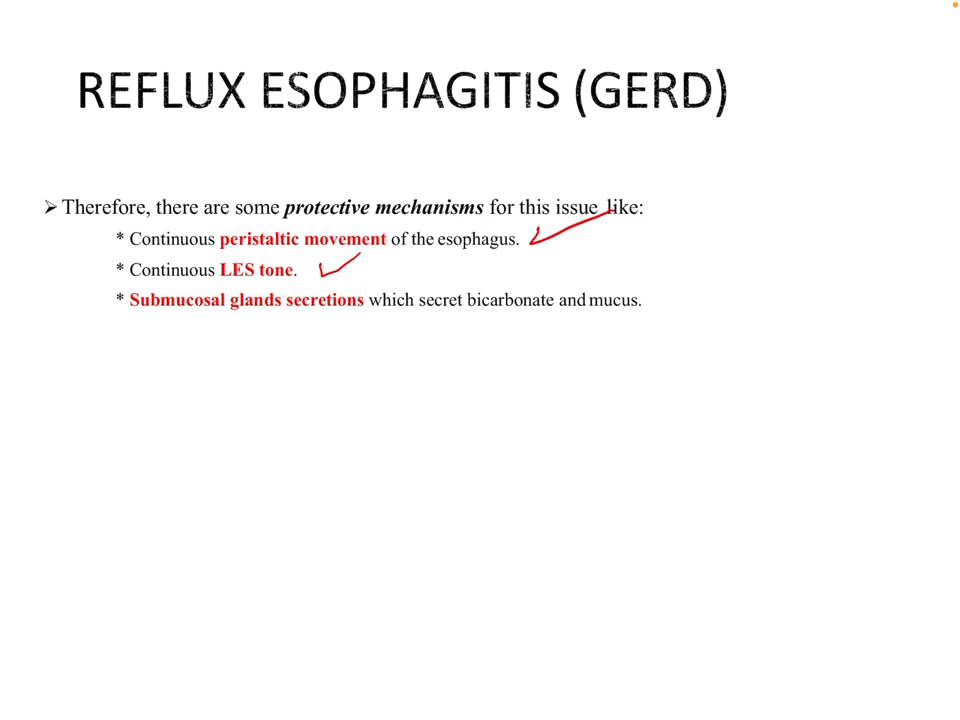 REFLUX ESOPHAGITIS (GERD)
➢ Therefore, there are some protective mechanisms for this issue like:
* Continuous peristaltic movement of the esophagus.
* Continuous LES tone.
* Submucosal glands secretions which secret bicarbonate and mucus.